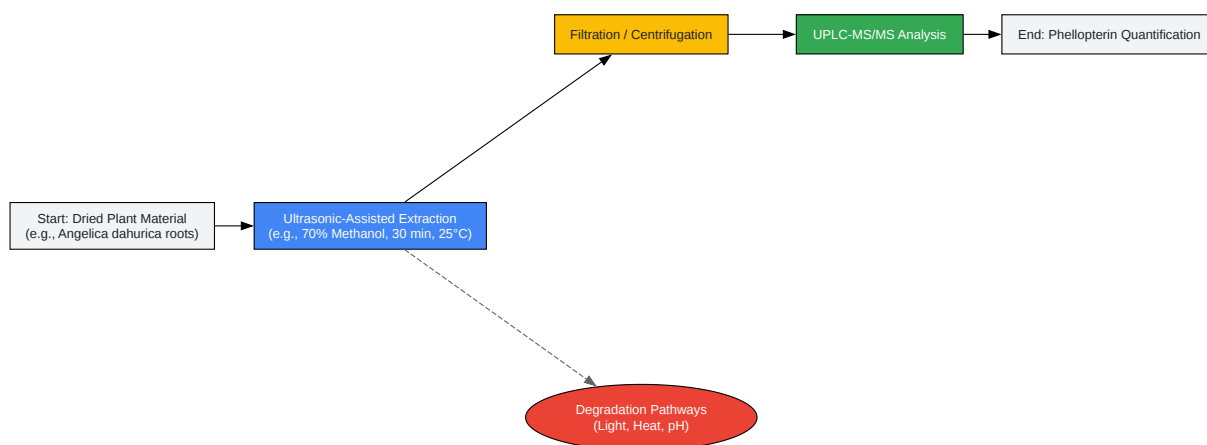 Filtration / Centrifugation
UPLC-MS/MS Analysis
End: Phellopterin Quantification
Start: Dried Plant Material
(e.g., Angelica dahurica roots)
Ultrasonic-Assisted Extraction
(e.g., 70% Methanol, 30 min, 25°C)
Degradation Pathways
(Light, Heat, pH)